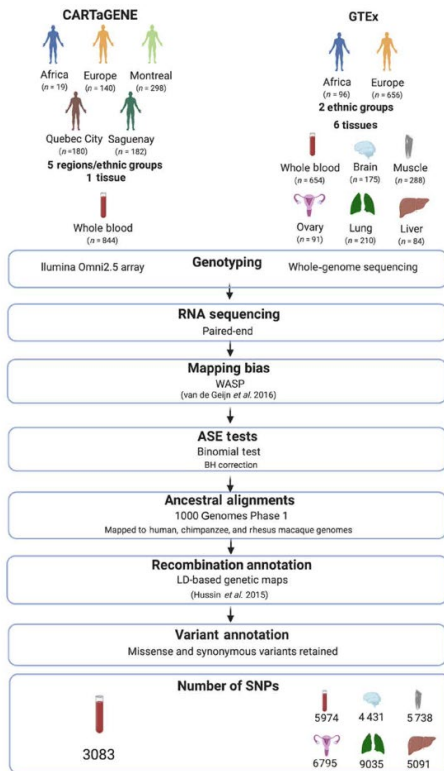 CARTaGENE
GTEx
Africa
Europe
Montreal
(n = 19)
(n = 140)
(n = 298)
Quebec City
Saguenay
(n =180)
(n = 182)
5 regions/ethnic groups
1 tissue
Whole blood
(n = 844)
Africa
Europe
(n = 96)
(n = 656)
2 ethnic groups
6 tissues
Whole blood
Brain
Muscle
(n = 654)
(n = 175)
(n = 288)
Ovary
Lung
Liver
(n = 91)
(n = 210)
(n = 84)
Genotyping
Ilumina Omni2.5 array
Whole-genome sequencing
RNA sequencing
Paired-end
Mapping bias
WASP
(van de Geijn et al. 2016)
ASE tests
Binomial test
BH correction
Ancestral alignments
1000 Genomes Phase 1
Mapped to human, chimpanzee, and rhesus macaque genomes
Recombination annotation
LD-based genetic maps
(Hussin et al. 2015)
Variant annotation
Missense and synonymous variants retained
Number of SNPs
3083
5974
4 431
5 738
6795
9035
5091